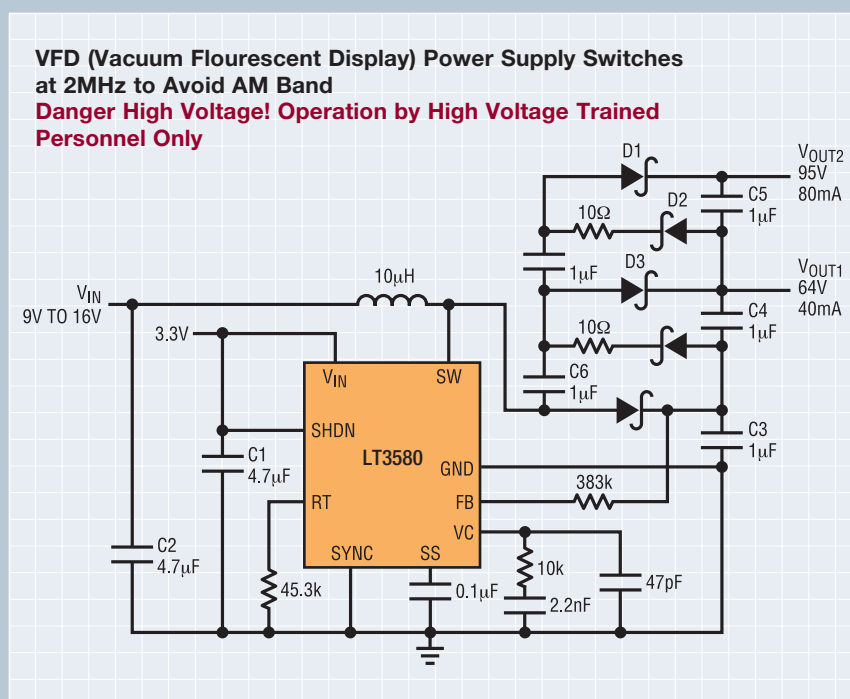 VFD (Vacuum Flourescent Display) Power Supply Switches
at 2MHz to Avoid AM Band
Danger High Voltage! Operation by High Voltage Trained
Personnel Only
D1
VOUT2
95V
80mA
C5
1µF
D2
10Ω
1µF
D3
VOUT1
64V
40mA
10µH
VIN
9V TO 16V
3.3V
10Ω
C4
1µF
C6
1µF
VIN
SW
SHDN
LT3580
GND
C3
1µF
C1
4.7µF
383k
RT
FB
VC
C2
4.7µF
SYNC
SS
45.3k
0.1µF
10k
2.2nF
47pF